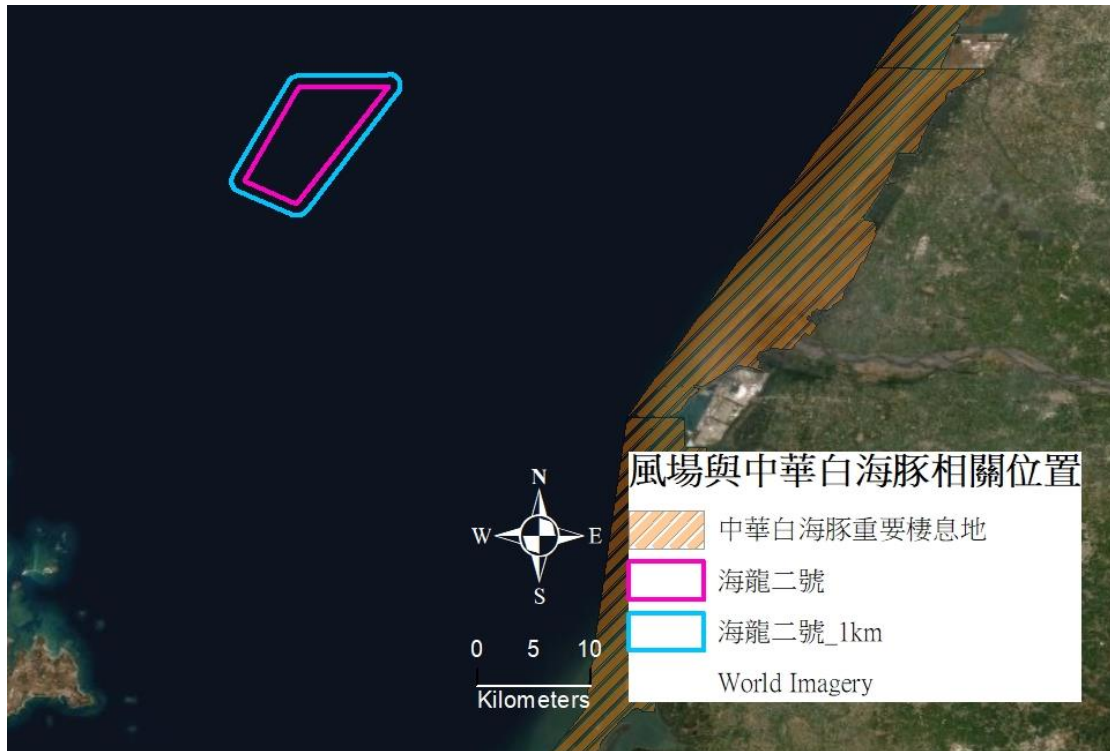 N
W E
S
0 5 10
Kilometers
風場與中華白海豚相關位置
中華白海豚重要棲息地
海龍二號
海龍二號_1km
World Imagery